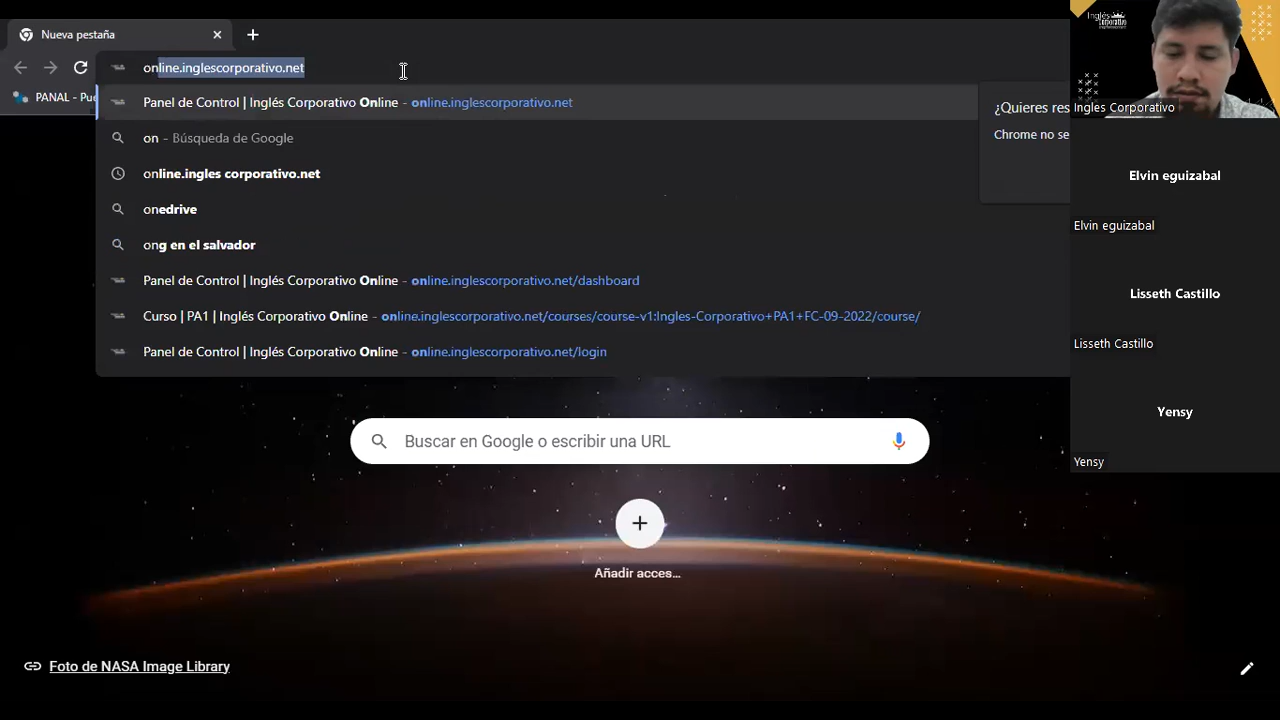 Nueva pestaña
online.inglescorporativo.net
PANAL - Pue
Panel de Control | Inglés Corporativo Online - online.inglescorporativo.net
on - Búsqueda de Google
online.ingles corporativo.net
onedrive
ong en el salvador
Panel de Control | Inglés Corporativo Online - online.inglescorporativo.net/dashboard
Curso | PA1 | Inglés Corporativo Online - online.inglescorporativo.net/courses/course-v1:Ingles-Corporativo+PA1+FC-09-2022/course/
Panel de Control | Inglés Corporativo Online - online.inglescorporativo.net/login
¿Quieres res
Chrome no se
Buscar en Google o escribir una URL
Añadir acces...
Foto de NASA Image Library
Inglés
Corporativo
Ingles Corporativo
Elvin eguizabal
Elvin eguizabal
Lisseth Castillo
Lisseth Castillo
Yensy
Yensy